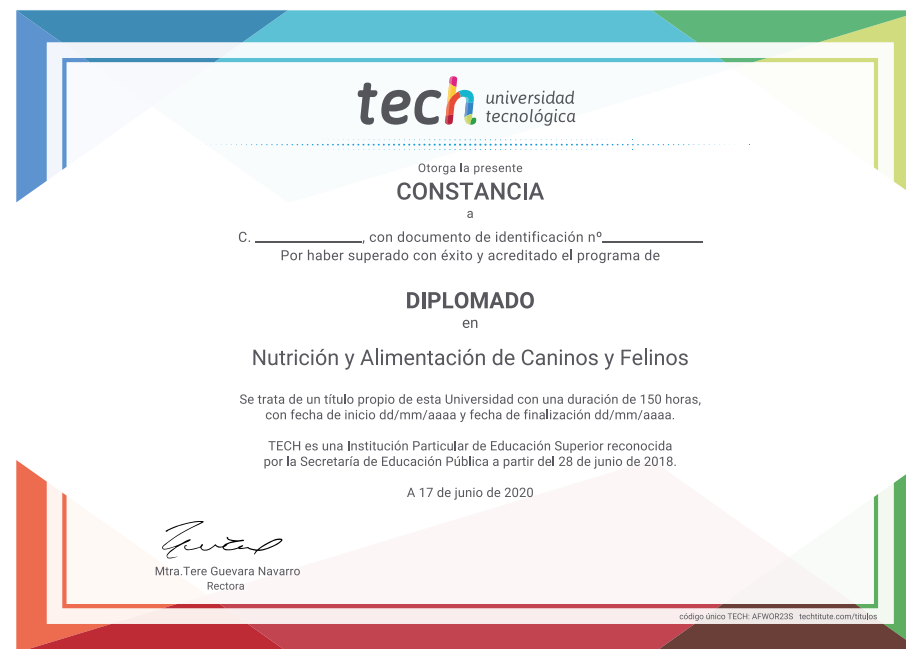 tech universidad
tecnológica
Otorga la presente
CONSTANCIA
a
C. ____________, con documento de identificación nº____________
Por haber superado con éxito y acreditado el programa de
DIPLOMADO
en
Nutrición y Alimentación de Caninos y Felinos
Se trata de un título propio de esta Universidad con una duración de 150 horas,
con fecha de inicio dd/mm/aaaa y fecha de finalización dd/mm/aaaa.
TECH es una Institución Particular de Educación Superior reconocida
por la Secretaría de Educación Pública a partir del 28 de junio de 2018.
A 17 de junio de 2020
Mtra.Tere Guevara Navarro
Rectora
código único TECH: AFWOR23S techtitute.com/titulos